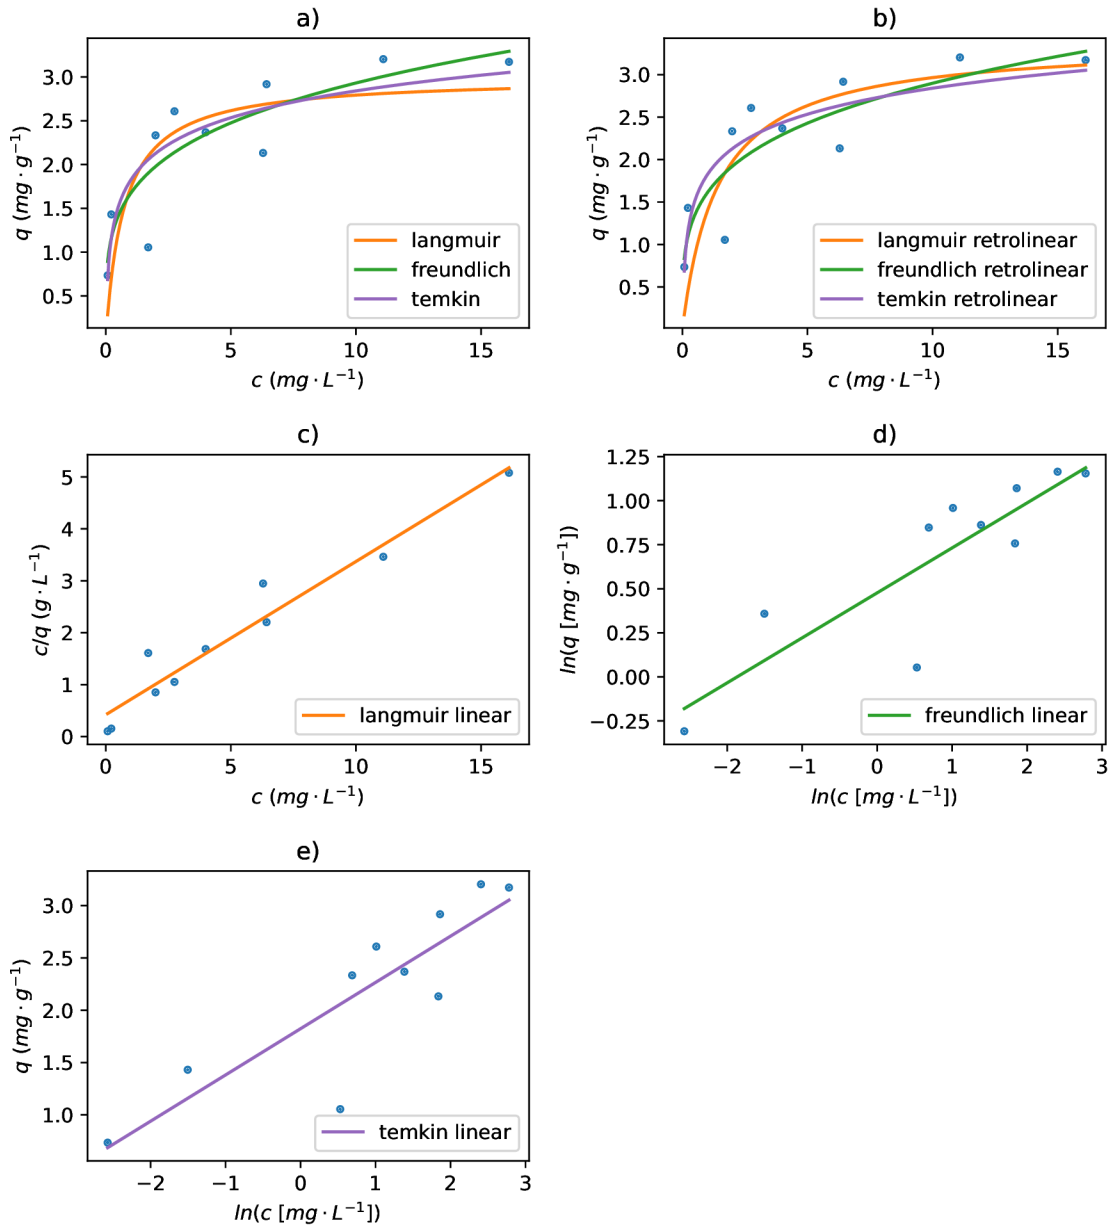 a)
3.0
2.5
2.0
1.5
1.0
0.5
q (mg · g⁻¹)
langmuir
freundlich
temkin
0 5 10 15
c (mg · L⁻¹)
b)
3.0
2.5
2.0
1.5
1.0
0.5
q (mg · g⁻¹)
langmuir retrolinear
freundlich retrolinear
temkin retrolinear
0 5 10 15
c (mg · L⁻¹)
c)
5
4
3
2
1
0
c/q (g · L⁻¹)
langmuir linear
0 5 10 15
c (mg · L⁻¹)
d)
1.25
1.00
0.75
0.50
0.25
0.00
−0.25
ln(q [mg · g⁻¹])
freundlich linear
−2 −1 0 1 2 3
ln(c [mg · L⁻¹])
e)
3.0
2.5
2.0
1.5
1.0
q (mg · g⁻¹)
temkin linear
−2 −1 0 1 2 3
ln(c [mg · L⁻¹])